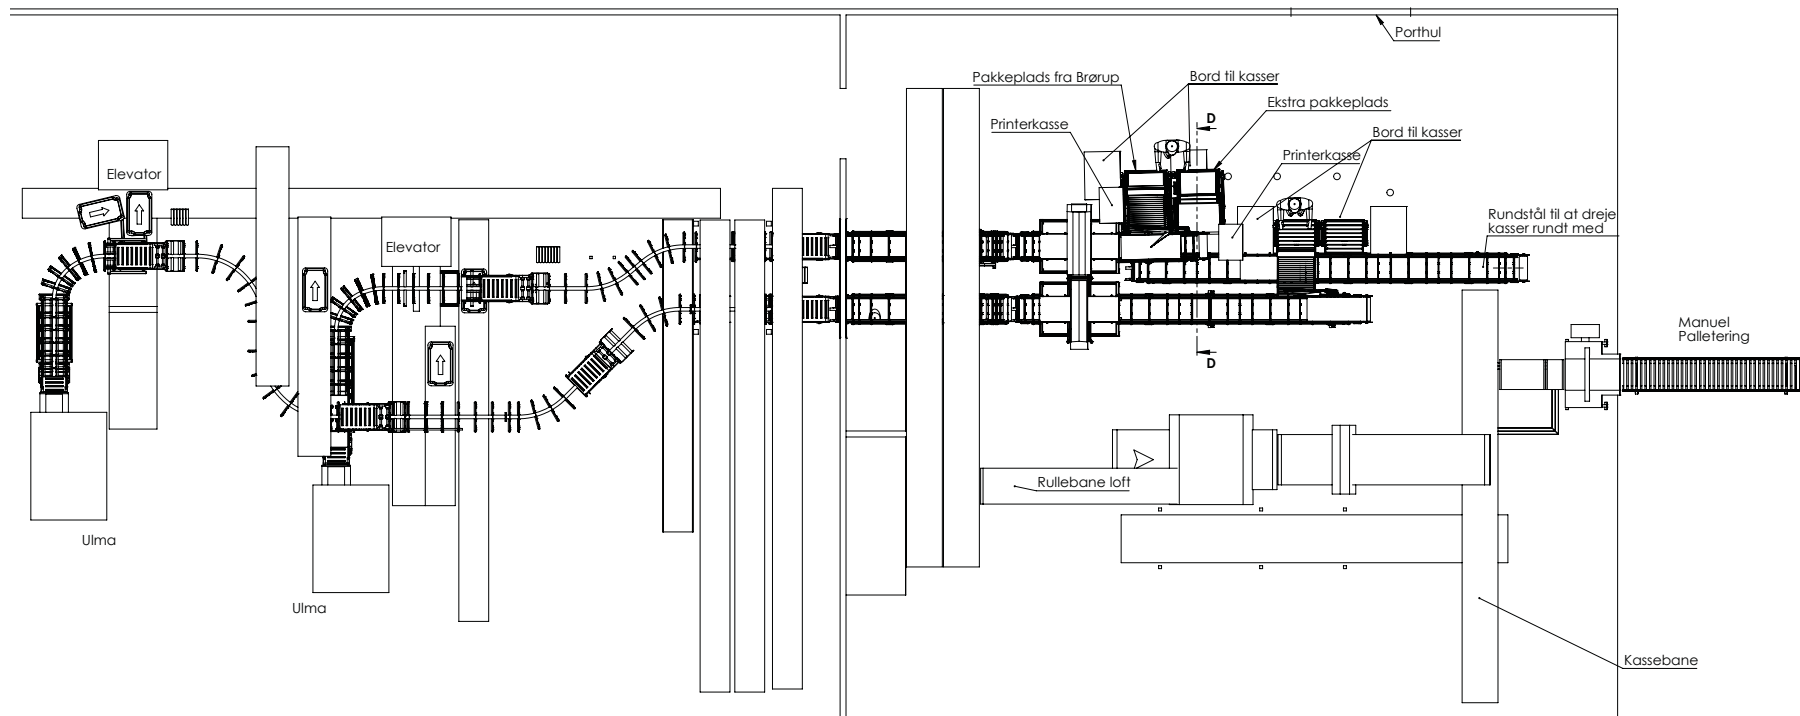 Porthul
Pakkeplads fra Brørup
Bord til kasser
Ekstra pakkeplads
D
Printerkasse
Bord til kasser
Printerkasse
Elevator
Rundstål til at dreje
kasser rundt med
Elevator
Manuel
Palletering
D
Rullebane loft
Ulma
Ulma
Kassebane